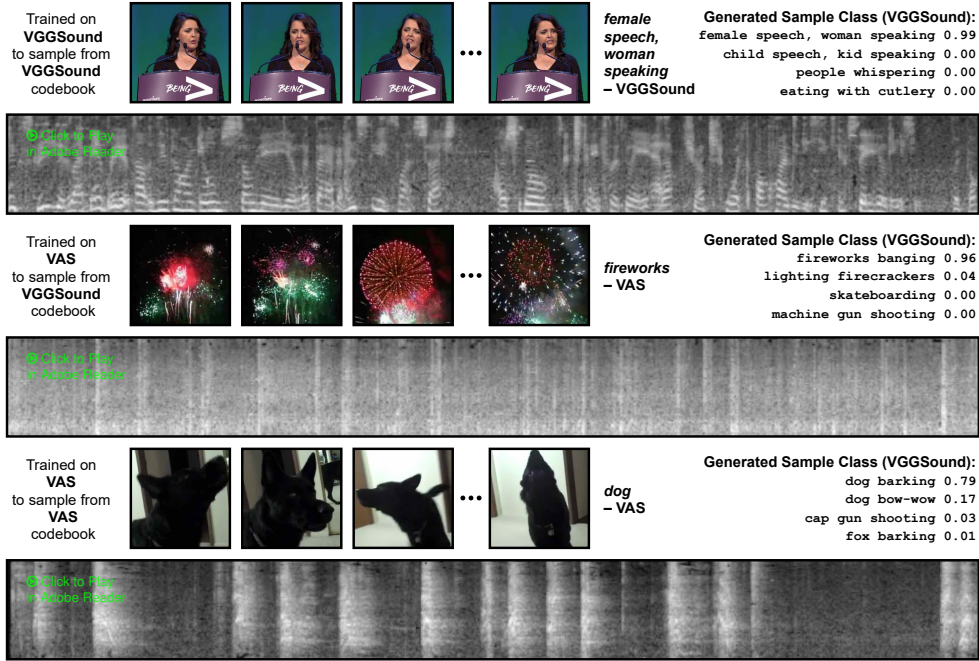 Trained on
VGGSound
to sample from
VGGSound
codebook
BEING
BEING
BEING
BEING
•••
female
speech,
woman
speaking
– VGGSound
Generated Sample Class (VGGSound):
female speech, woman speaking 0.99
child speech, kid speaking 0.00
people whispering 0.00
eating with cutlery 0.00
Click to Play
in Adobe Reader
Trained on
VAS
to sample from
VGGSound
codebook
•••
fireworks
– VAS
Generated Sample Class (VGGSound):
fireworks banging 0.96
lighting firecrackers 0.04
skateboarding 0.00
machine gun shooting 0.00
Click to Play
in Adobe Reader
Trained on
VAS
to sample from
VAS
codebook
•••
dog
– VAS
Generated Sample Class (VGGSound):
dog barking 0.79
dog bow-wow 0.17
cap gun shooting 0.03
fox barking 0.01
Click to Play
in Adobe Reader